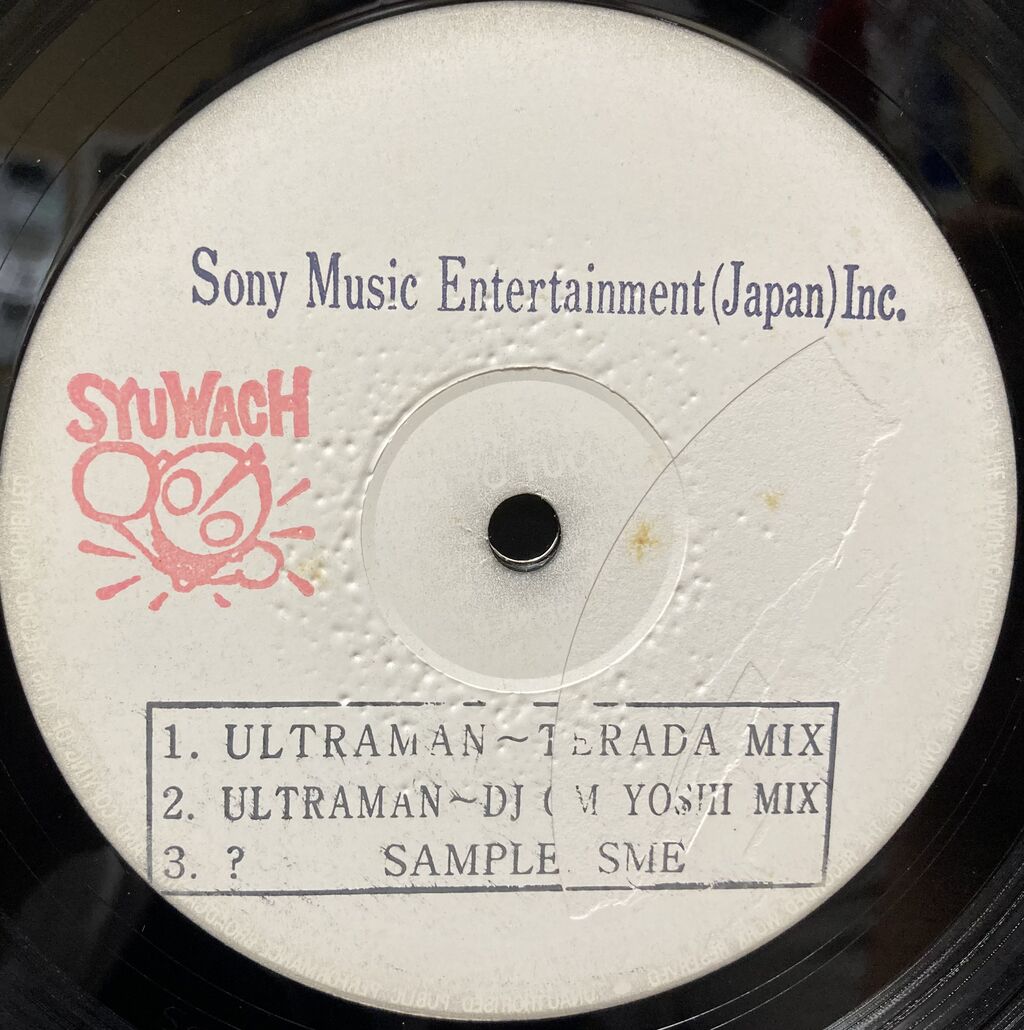 Sony Music Entertainment(Japan)Inc.
SYUWACH
1. ULTRAMAN~TERADA MIX
2. ULTRAMAN~DJ YOSHI MIX
3. ? SAMPLE SME